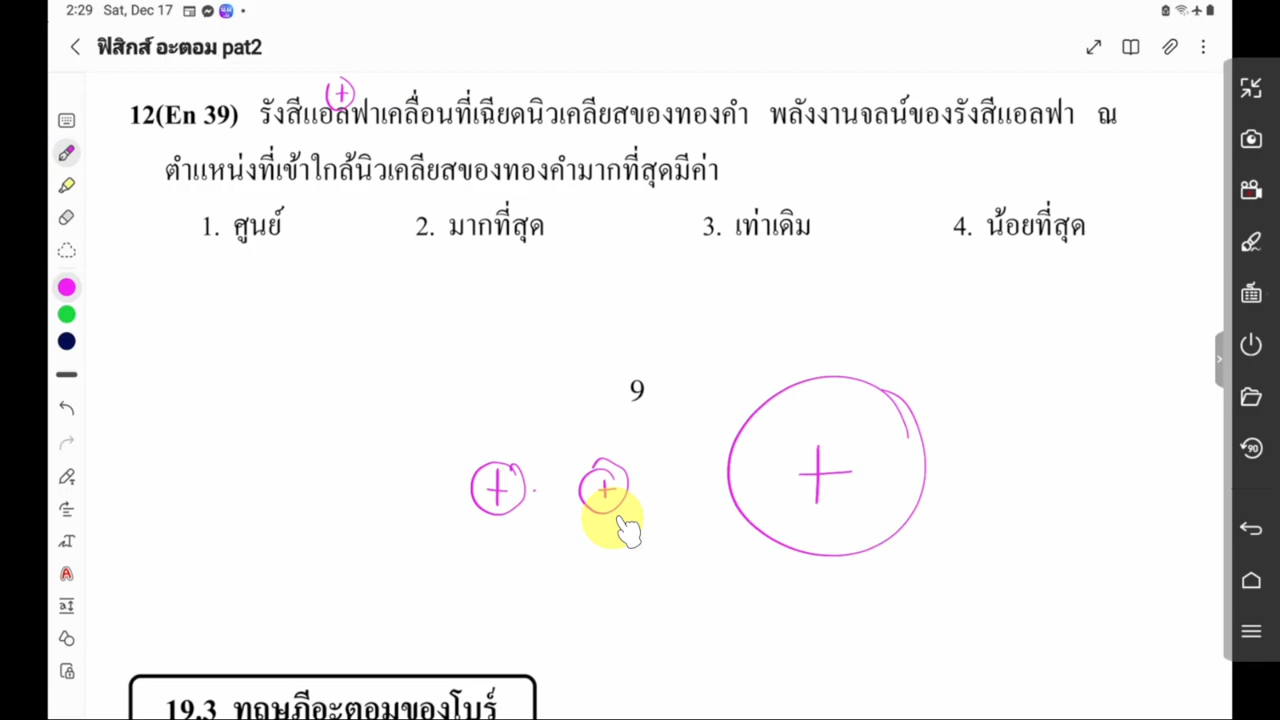 2:29 Sat, Dec 17
ฟิสิกส์ อะตอม pat2
12(En 39) รังสีแอลฟาเคลื่อนที่เฉียดนิวเคลียสของทองคำ พลังงานจลน์ของรังสีแอลฟา ณ
ตำแหน่งที่เข้าใกล้นิวเคลียสของทองคำมากที่สุดมีค่า
1. ศูนย์ 2. มากที่สุด 3. เท่าเดิม 4. น้อยที่สุด
9
+ + +
19.3 ทฤษฎีอะตอมของโบร์